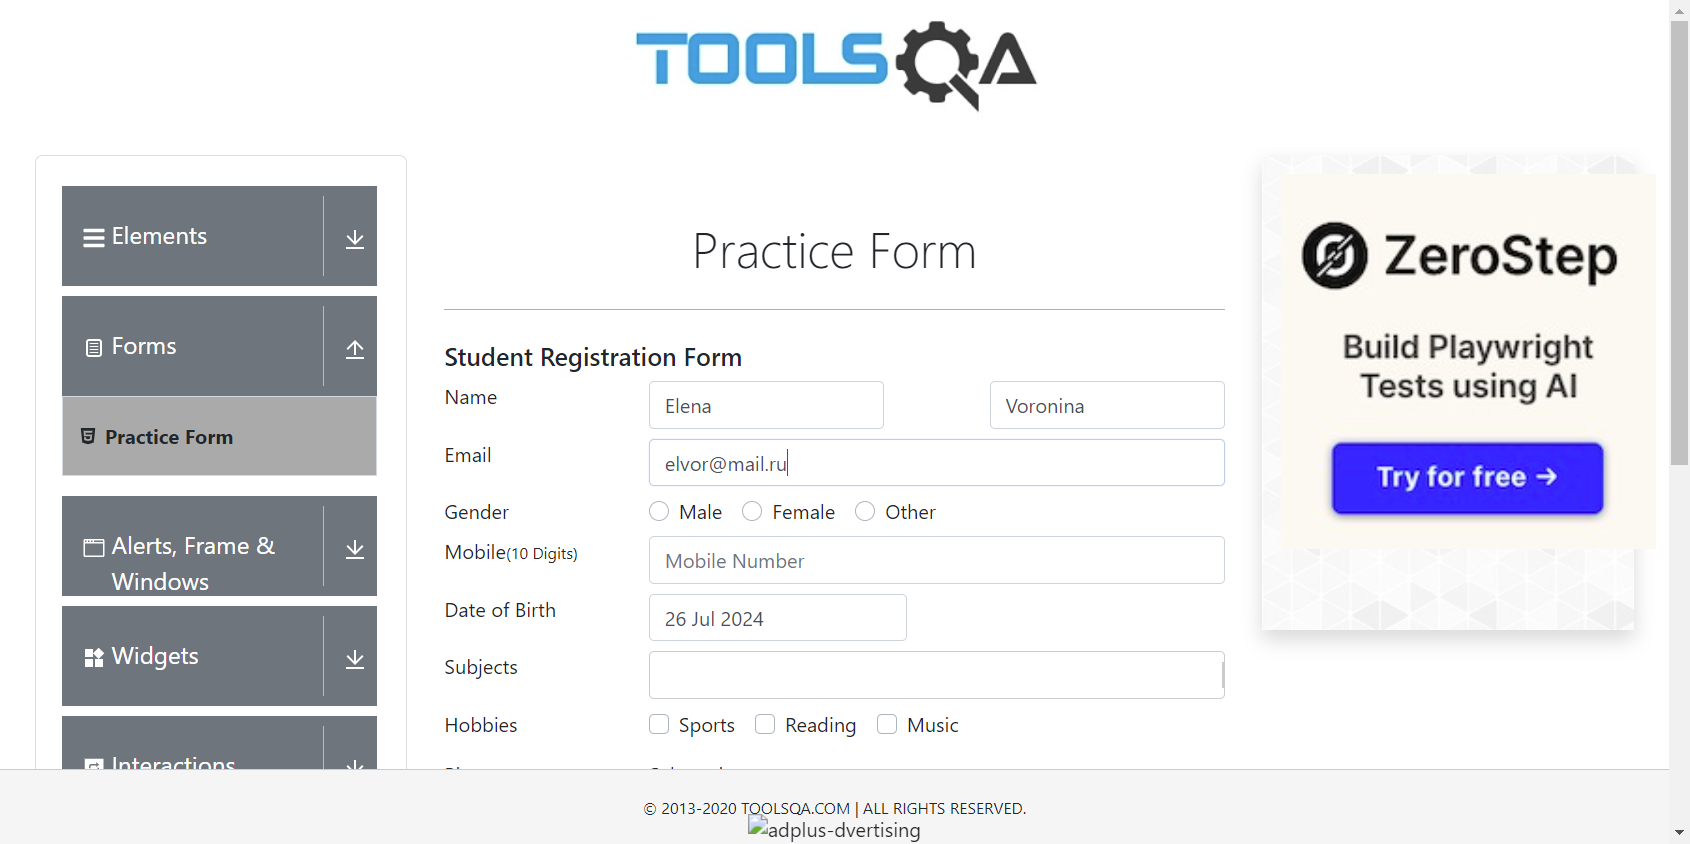 TOOLSQA
Elements
Forms
Practice Form
Alerts, Frame &
Windows
Widgets
Interactions
Practice Form
Student Registration Form
Name
Elena
Voronina
Email
elvor@mail.ru
Gender
Male
Female
Other
Mobile(10 Digits)
Mobile Number
Date of Birth
26 Jul 2024
Subjects
Hobbies
Sports
Reading
Music
ZeroStep
Build Playwright
Tests using AI
Try for free →
© 2013-2020 TOOLSQA.COM | ALL RIGHTS RESERVED.
adplus-dvertising